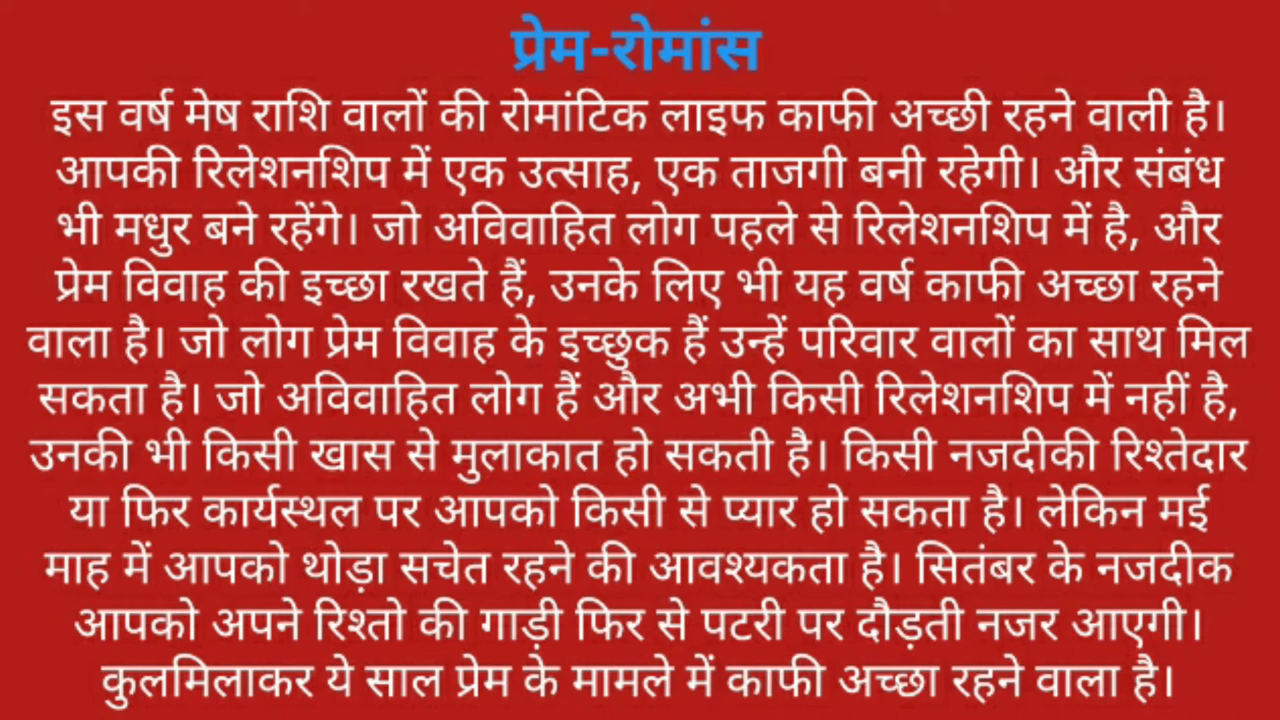 प्रेम-रोमांस
इस वर्ष मेष राशि वालों की रोमांटिक लाइफ काफी अच्छी रहने वाली है।
आपकी रिलेशनशिप में एक उत्साह, एक ताजगी बनी रहेगी। और संबंध
भी मधुर बने रहेंगे। जो अविवाहित लोग पहले से रिलेशनशिप में है, और
प्रेम विवाह की इच्छा रखते हैं, उनके लिए भी यह वर्ष काफी अच्छा रहने
वाला है। जो लोग प्रेम विवाह के इच्छुक हैं उन्हें परिवार वालों का साथ मिल
सकता है। जो अविवाहित लोग हैं और अभी किसी रिलेशनशिप में नहीं है,
उनकी भी किसी खास से मुलाकात हो सकती है। किसी नजदीकी रिश्तेदार
या फिर कार्यस्थल पर आपको किसी से प्यार हो सकता है। लेकिन मई
माह में आपको थोड़ा सचेत रहने की आवश्यकता है। सितंबर के नजदीक
आपको अपने रिश्तो की गाड़ी फिर से पटरी पर दौड़ती नजर आएगी।
कुलमिलाकर ये साल प्रेम के मामले में काफी अच्छा रहने वाला है।